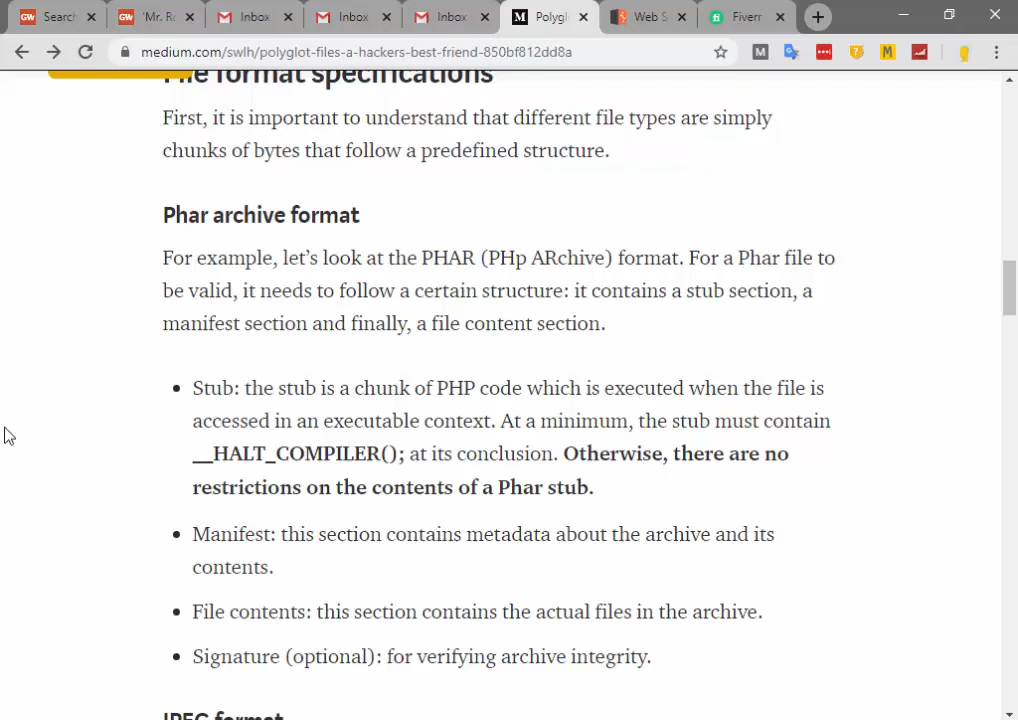 Search
'Mr. Ro
Inbox
Inbox
Inbox
Polygl
Web S
Fiverr
medium.com/swlh/polyglot-files-a-hackers-best-friend-850bf812dd8a
File format specifications
First, it is important to understand that different file types are simply
chunks of bytes that follow a predefined structure.
Phar archive format
For example, let’s look at the PHAR (PHp ARchive) format. For a Phar file to
be valid, it needs to follow a certain structure: it contains a stub section, a
manifest section and finally, a file content section.
• Stub: the stub is a chunk of PHP code which is executed when the file is
accessed in an executable context. At a minimum, the stub must contain
__HALT_COMPILER(); at its conclusion. Otherwise, there are no
restrictions on the contents of a Phar stub.
• Manifest: this section contains metadata about the archive and its
contents.
• File contents: this section contains the actual files in the archive.
• Signature (optional): for verifying archive integrity.
JPEG format